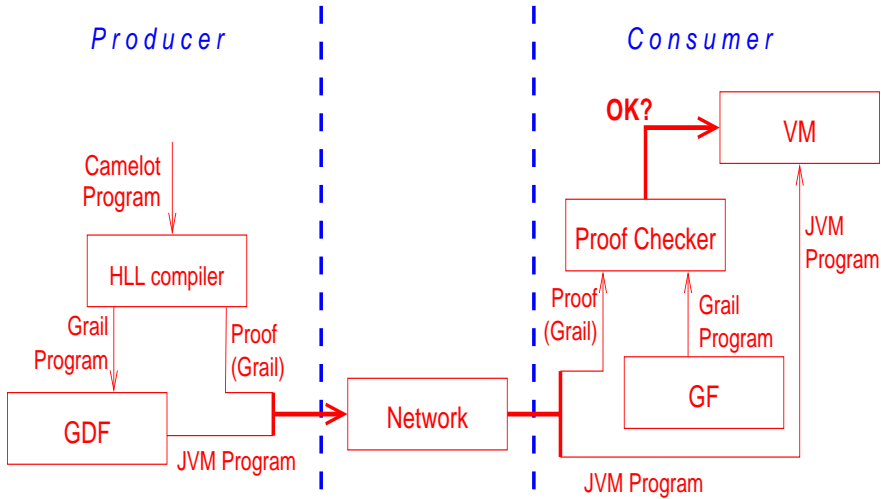 Producer
Consumer
OK?
VM
Camelot
Program
Proof Checker
JVM
Program
HLL compiler
Proof
(Grail)
Grail
Program
Grail
Program
Proof
(Grail)
GF
GDF
Network
JVM Program
JVM Program